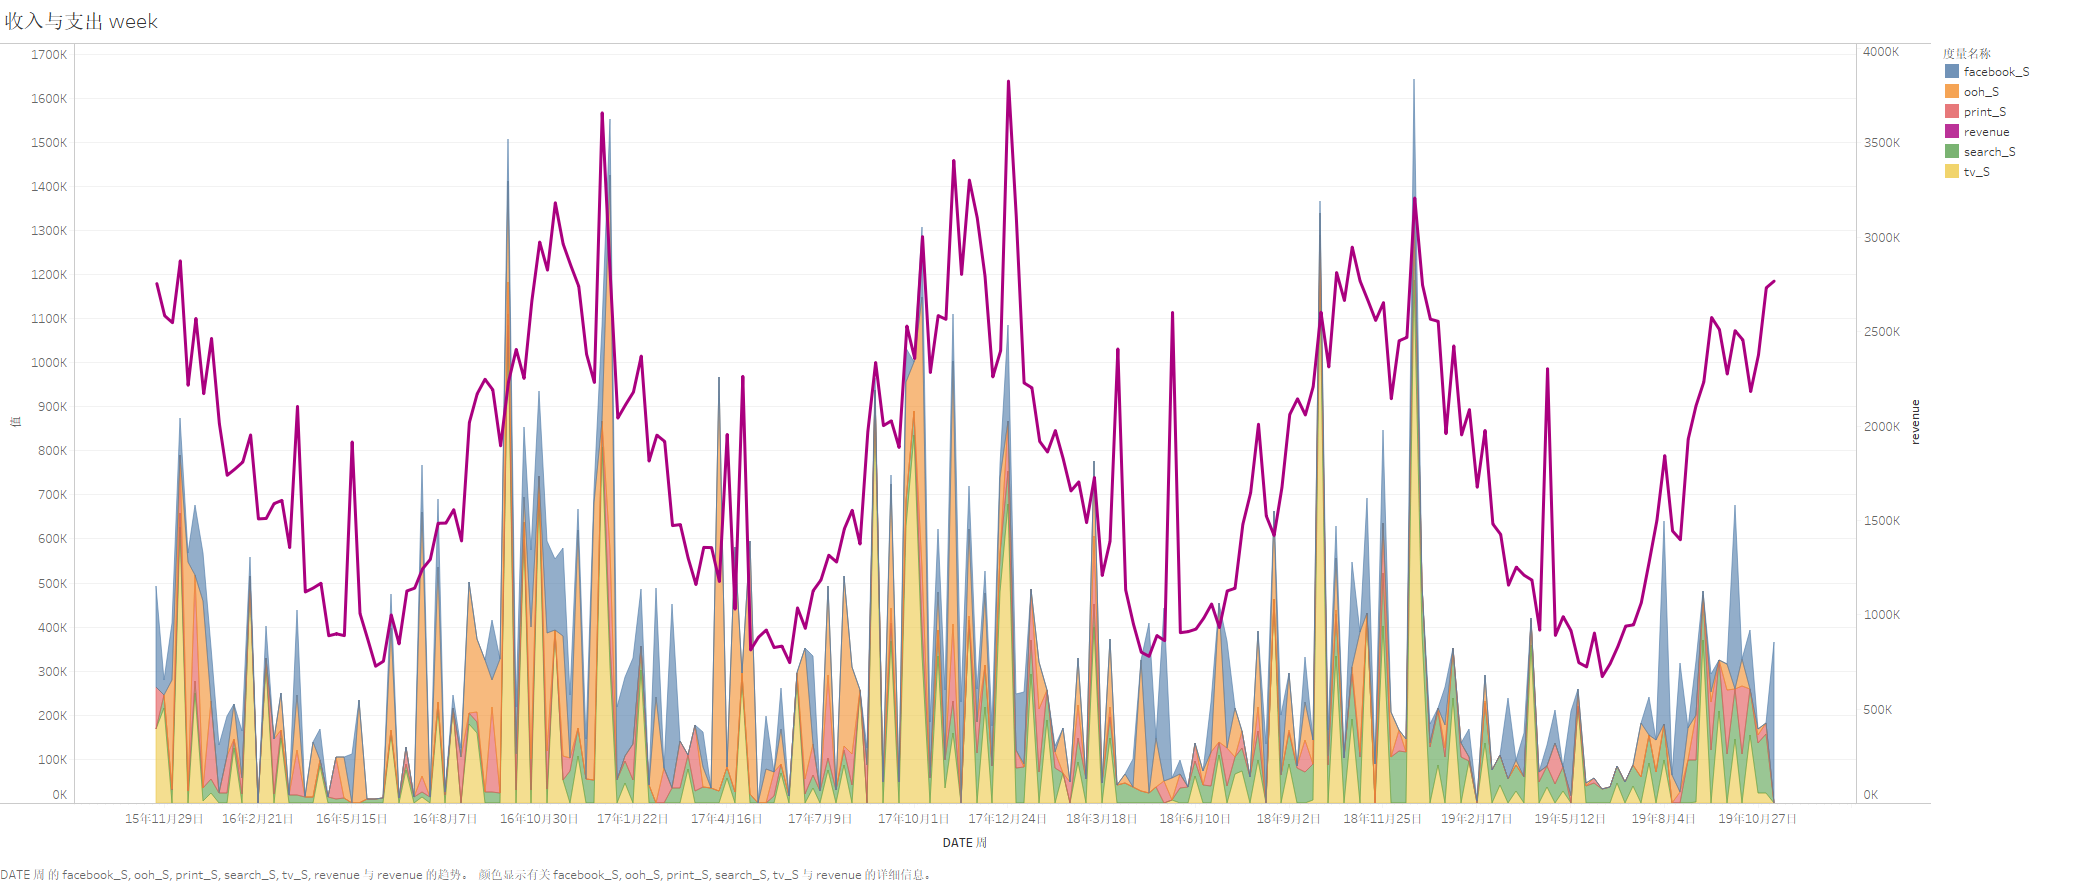 收入与支出 week
度量名称
facebook_S
ooh_S
print_S
revenue
search_S
tv_S
1700K
1600K
1500K
1400K
1300K
1200K
1100K
1000K
900K
800K
700K
600K
500K
400K
300K
200K
100K
0K
值
4000K
3500K
3000K
2500K
2000K
1500K
1000K
500K
0K
revenue
15年11月29日 16年2月21日 16年5月15日 16年8月7日 16年10月30日 17年1月22日 17年4月16日 17年7月9日 17年10月1日 17年12月24日 18年3月18日 18年6月10日 18年9月2日 18年11月25日 19年2月17日 19年5月12日 19年8月4日 19年10月27日
DATE 周
DATE 周 的 facebook_S, ooh_S, print_S, search_S, tv_S, revenue 与 revenue 的趋势。 颜色显示有关 facebook_S, ooh_S, print_S, search_S, tv_S 与 revenue 的详细信息。